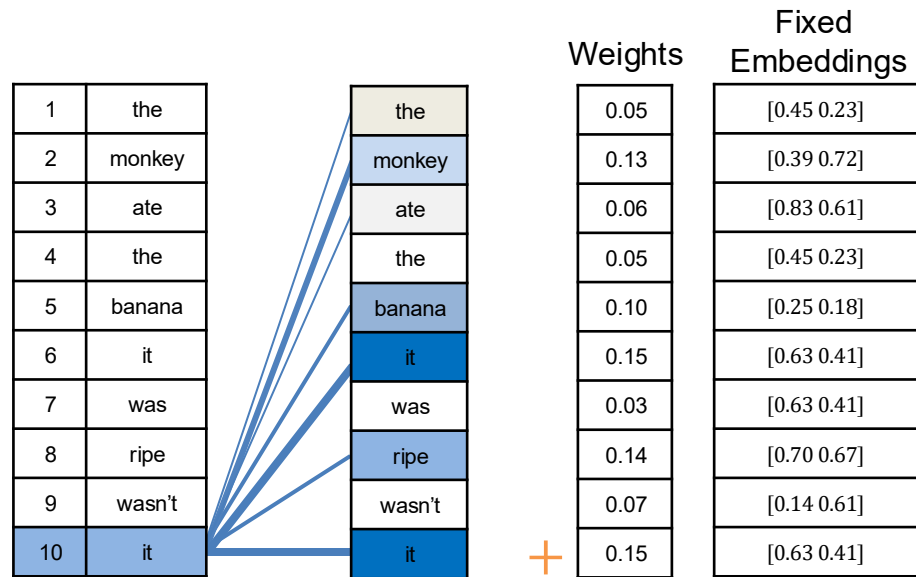 Weights Fixed Embeddings
1 the the 0.05 [0.45 0.23]
2 monkey monkey 0.13 [0.39 0.72]
3 ate ate 0.06 [0.83 0.61]
4 the the 0.05 [0.45 0.23]
5 banana banana 0.10 [0.25 0.18]
6 it it 0.15 [0.63 0.41]
7 was was 0.03 [0.63 0.41]
8 ripe ripe 0.14 [0.70 0.67]
9 wasn’t wasn’t 0.07 [0.14 0.61]
10 it it + 0.15 [0.63 0.41]